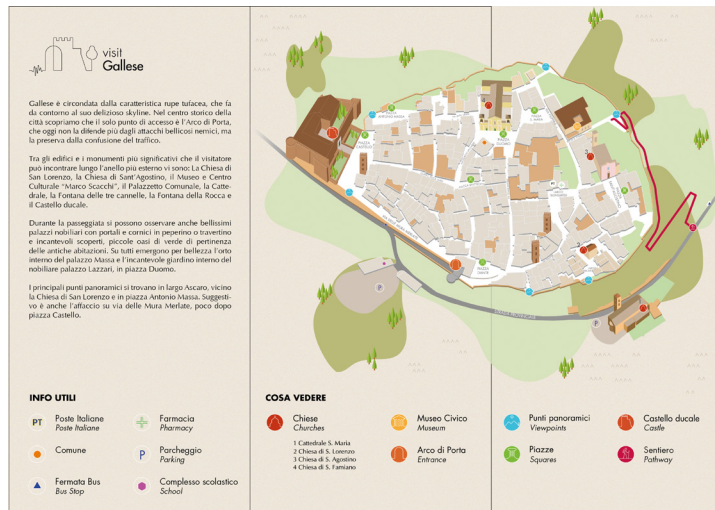 visit
Gallese
Gallese è circondata dalla caratteristica rupe tufacea, che fa
da contorno al suo delizioso skyline. Nel centro storico della
città scopriamo che il solo punto di accesso è l'Arco di Porta,
che oggi non la difende più dagli attacchi bellicosi nemici, ma
la preserva dalla confusione del traffico.
Tra gli edifici e i monumenti più significativi che il visitatore
può incontrare lungo l'anello più esterno vi sono: La Chiesa di
San Lorenzo, la Chiesa di Sant'Agostino, il Museo e Centro
Culturale "Marco Scacchi", il Palazzetto Comunale, la Catte-
drale, la Fontana delle tre cannelle, la Fontana della Rocca e
il Castello ducale.
Durante la passeggiata si possono osservare anche bellissimi
palazzi nobiliari con portali e cornici in peperino o travertino
e incantevoli scoperti, piccole oasi di verde di pertinenza
delle antiche abitazioni. Su tutti emergono per bellezza l'orto
interno del palazzo Massa e l'incantevole giardino interno del
nobiliare palazzo Lazzari, in piazza Duomo.
I principali punti panoramici si trovano in largo Ascaro, vicino
la Chiesa di San Lorenzo e in piazza Antonio Massa. Suggesti-
vo è anche l'affaccio su via delle Mura Merlate, poco dopo
piazza Castello.
PIAZZA
CASTELLO
PIAZZA
DUOMO
PIAZZA
DANTE
PT
P
P
INFO UTILI
PT
Poste Italiane
Poste Italiane
Farmacia
Pharmacy
Comune
P
Parcheggio
Parking
Fermata Bus
Bus Stop
Complesso scolastico
School
COSA VEDERE
Chiese
Churches
1 Cattedrale S. Maria
2 Chiesa di S. Lorenzo
3 Chiesa di S. Agostino
4 Chiesa di S. Famiano
Museo Civico
Museum
Arco di Porta
Entrance
Punti panoramici
Viewpoints
Piazze
Squares
Castello ducale
Castle
Sentiero
Pathway